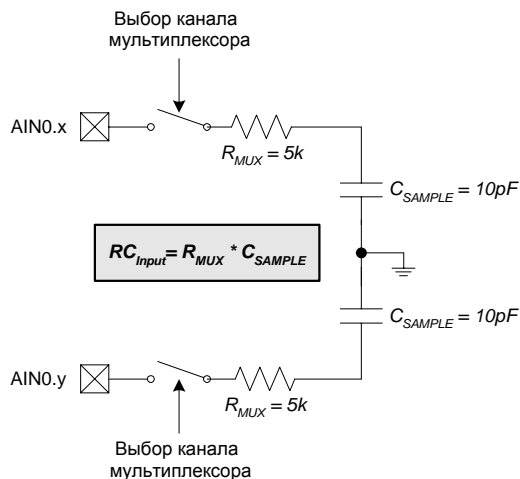 Выбор канала
мультиплексора
AIN0.x
R_MUX = 5k
C_SAMPLE = 10pF
RC_Input= R_MUX * C_SAMPLE
C_SAMPLE = 10pF
AIN0.y
R_MUX = 5k
Выбор канала
мультиплексора